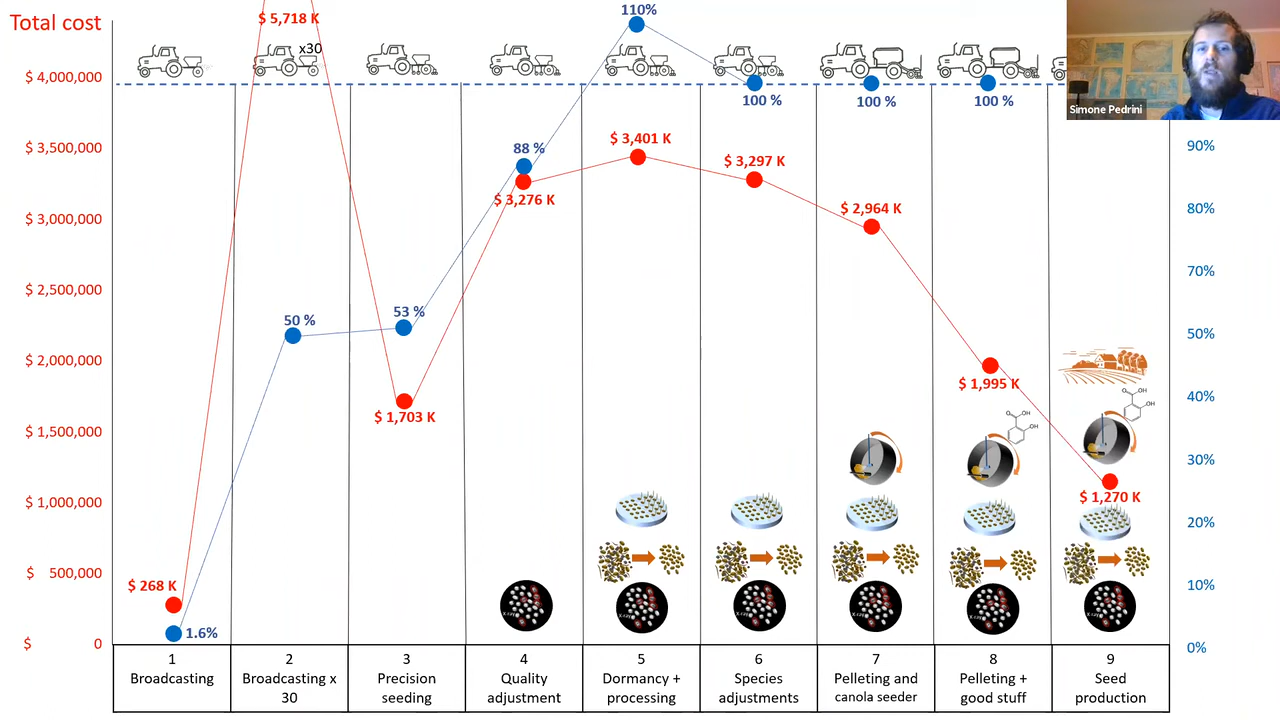 Total cost
$ 5,718 K
x30
110%
$ 4,000,000
100 %
100 %
100 %
Simone Pedrini
$ 3,500,000
88 %
$ 3,401 K
$ 3,297 K
90%
$ 3,276 K
$ 2,964 K
80%
$ 3,000,000
70%
$ 2,500,000
50 %
53 %
50%
$ 2,000,000
$ 1,995 K
40%
$ 1,703 K
OH
O
OH
OH
O
OH
$ 1,500,000
30%
$ 1,000,000
$ 1,270 K
20%
$ 500,000
$ 268 K
10%
1.6%
$ 0
0%
1
Broadcasting
2
Broadcasting x
30
3
Precision
seeding
4
Quality
adjustment
5
Dormancy +
processing
6
Species
adjustments
7
Pelleting and
canola seeder
8
Pelleting +
good stuff
9
Seed
production